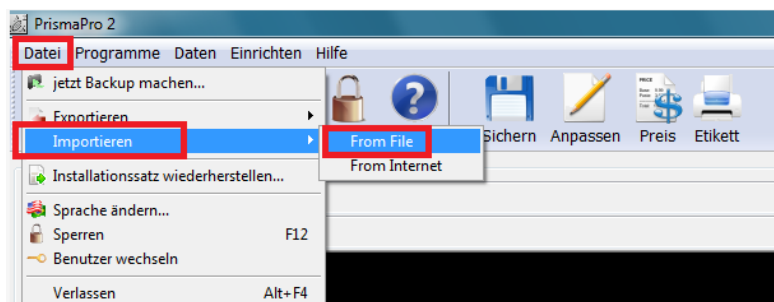 PrismaPro 2
Datei Programme Daten Einrichten Hilfe
jetzt Backup machen...
Exportieren
Importieren
From File
From Internet
Sichern Anpassen Preis Etikett
Installationssatz wiederherstellen...
Sprache ändern...
Sperren F12
Benutzer wechseln
Verlassen Alt+F4